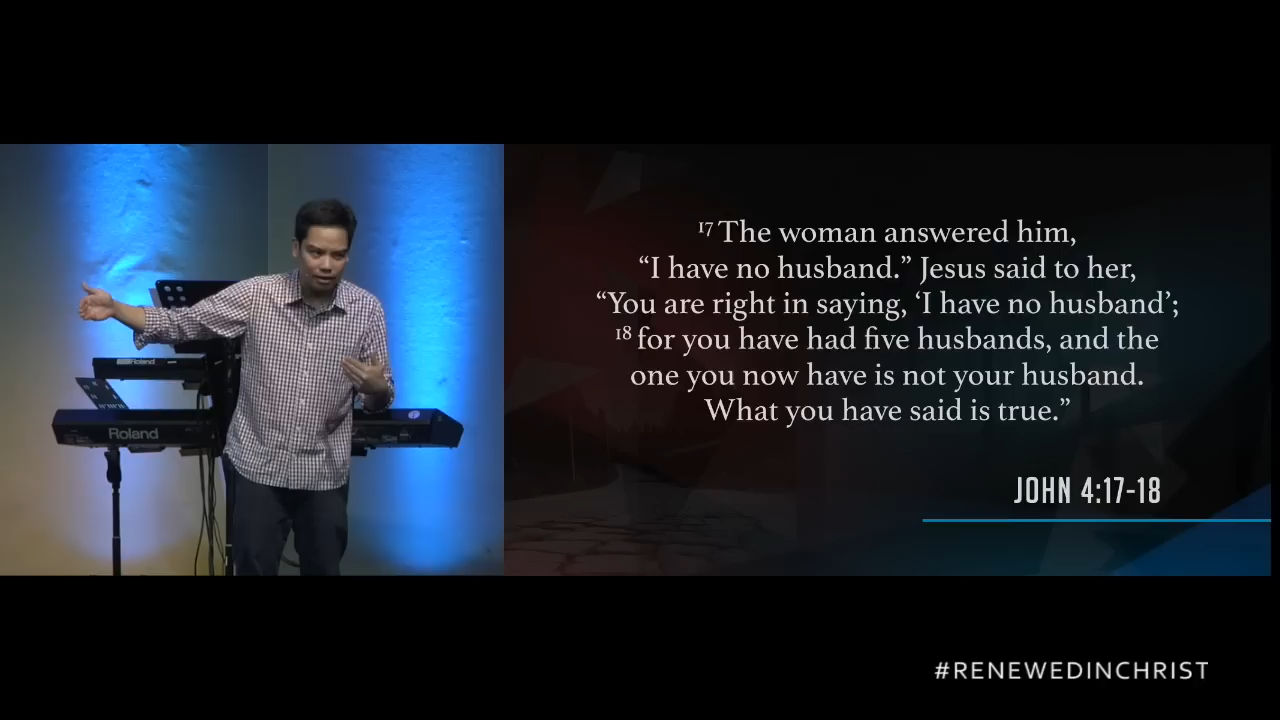 Roland
Roland
¹⁷ The woman answered him,
“I have no husband.” Jesus said to her,
“You are right in saying, ‘I have no husband’;
¹⁸ for you have had five husbands, and the
one you now have is not your husband.
What you have said is true.”
JOHN 4:17-18
#RENEWEDINCHRIST